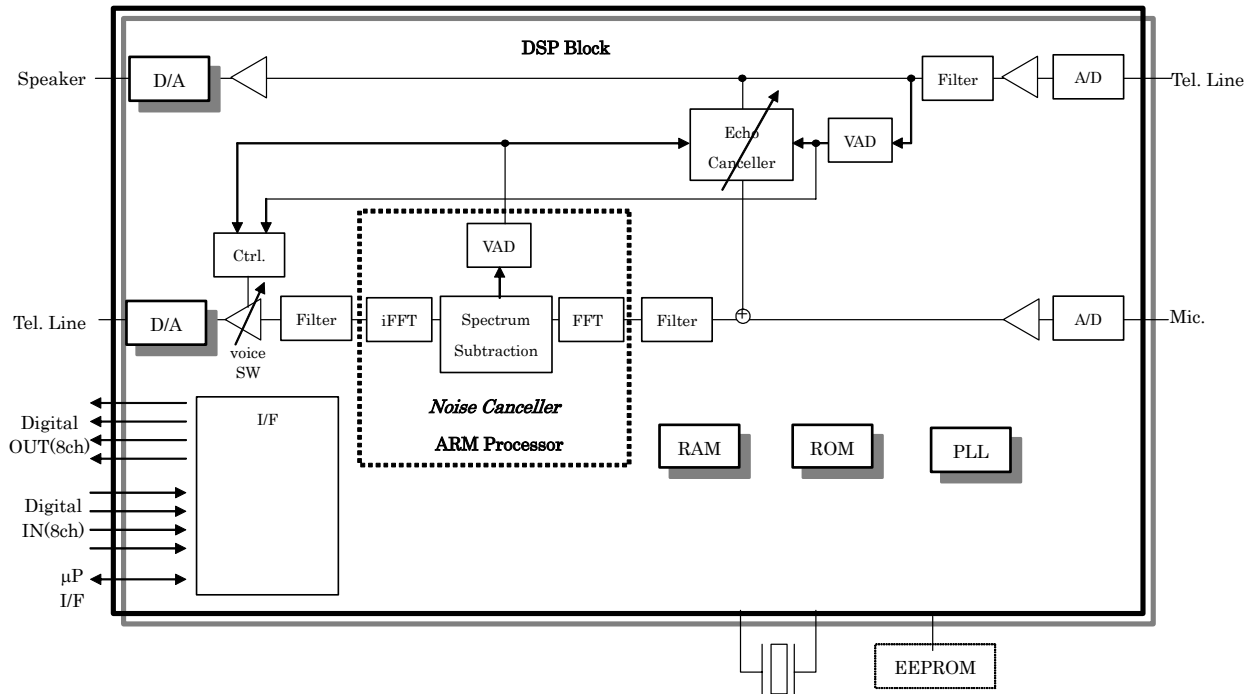 DSP Block
Speaker
D/A
Filter
A/D
Tel. Line
Echo
Canceller
VAD
Ctrl.
VAD
Tel. Line
D/A
voice
SW
Filter
iFFT
Spectrum
Subtraction
FFT
Filter
A/D
Mic.
Noise Canceller
ARM Processor
I/F
Digital
OUT(8ch)
Digital
IN(8ch)
μP
I/F
RAM
ROM
PLL
EEPROM